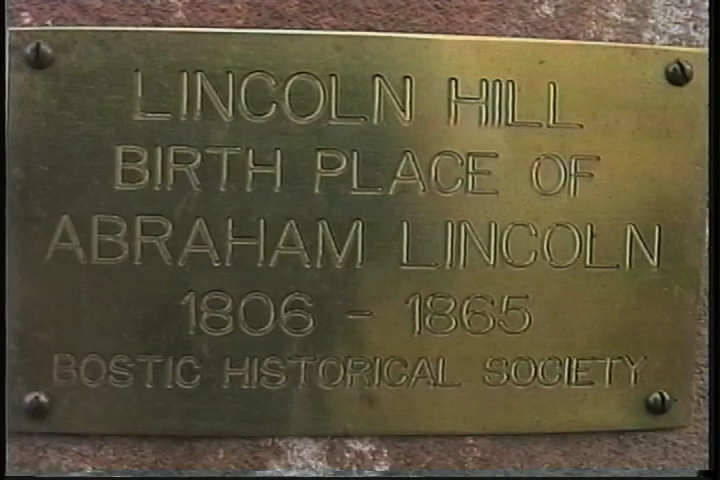 LINCOLN HILL
BIRTH PLACE OF
ABRAHAM LINCOLN
1806 - 1865
BOSTIC HISTORICAL SOCIETY